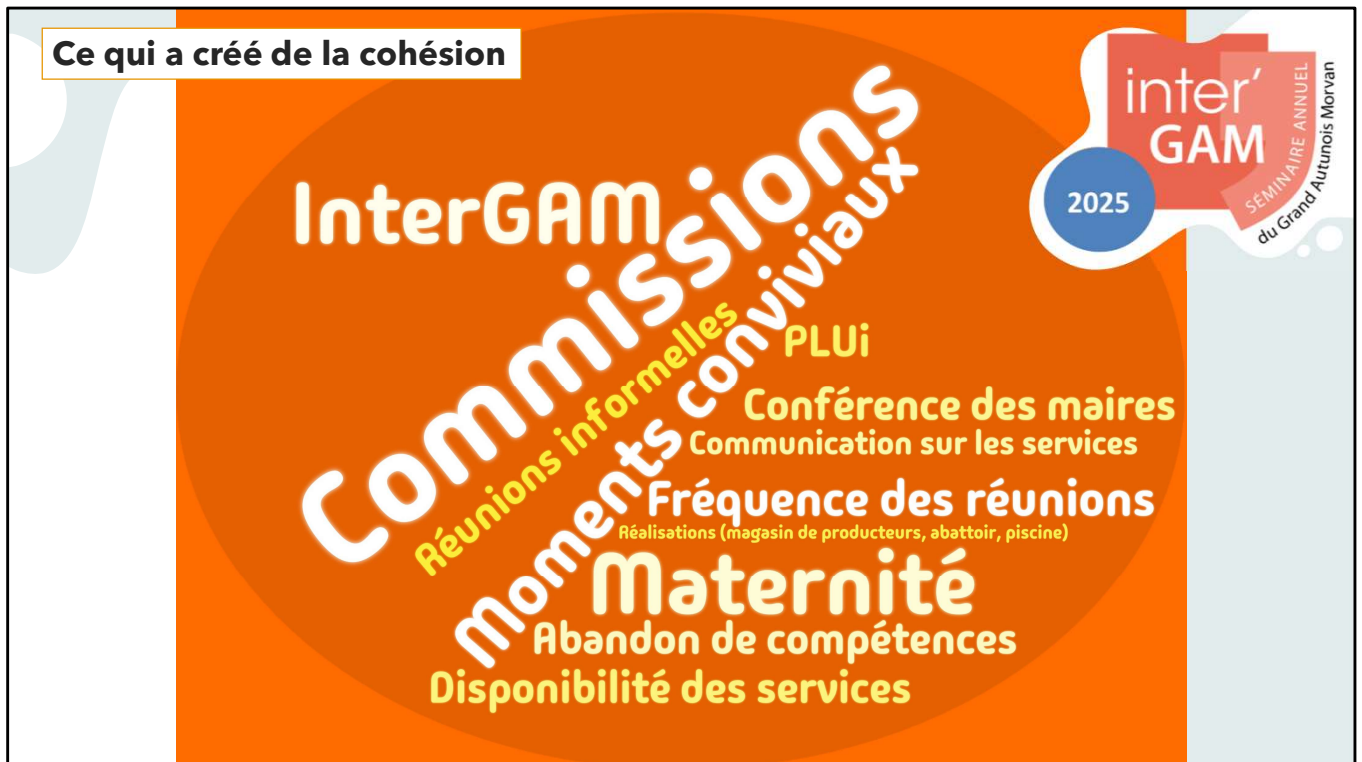 Ce qui a créé de la cohésion
inter'
GAM
SÉMINAIRE ANNUEL
du Grand Autunois Morvan
2025
InterGAM
Commissions
Réunions informelles
Moments conviviaux
PLUi
Conférence des maires
Communication sur les services
Fréquence des réunions
Réalisations (magasin de producteurs, abattoir, piscine)
Maternité
Abandon de compétences
Disponibilité des services